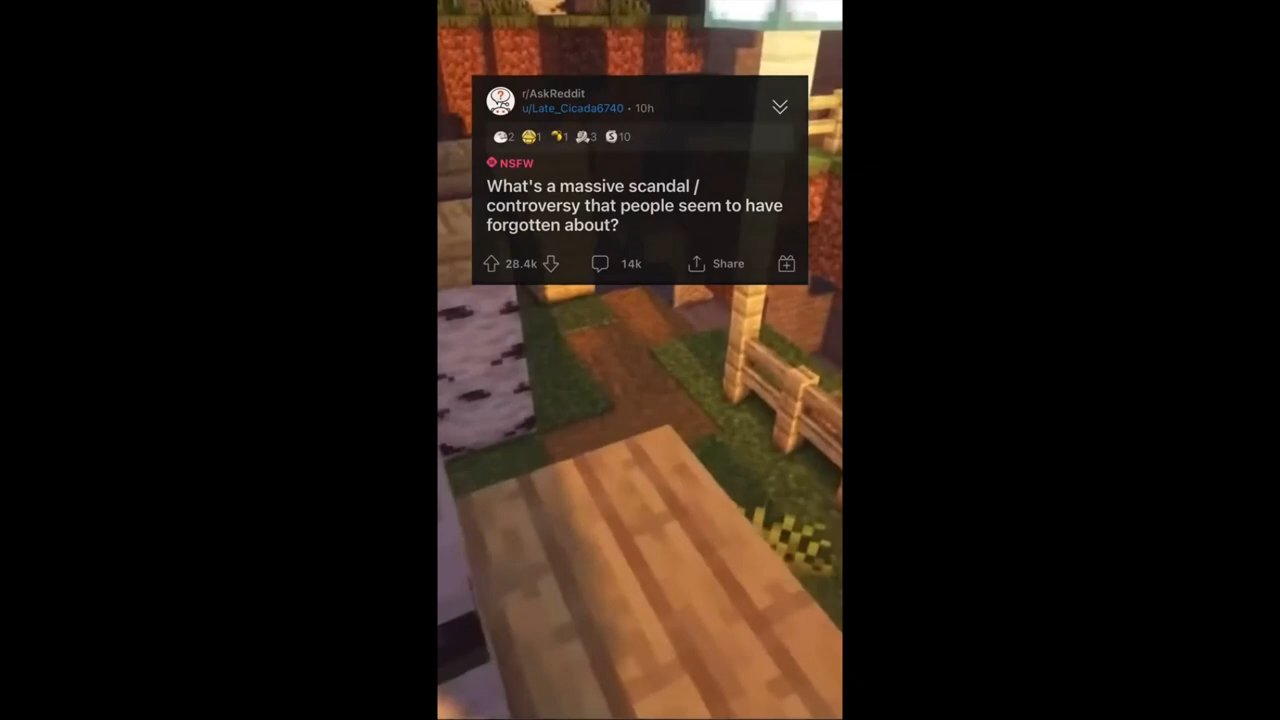 r/AskReddit
u/Late_Cicada6740 • 10h
2 1 1 3 S 10
NSFW
What's a massive scandal /
controversy that people seem to have
forgotten about?
28.4k 14k Share